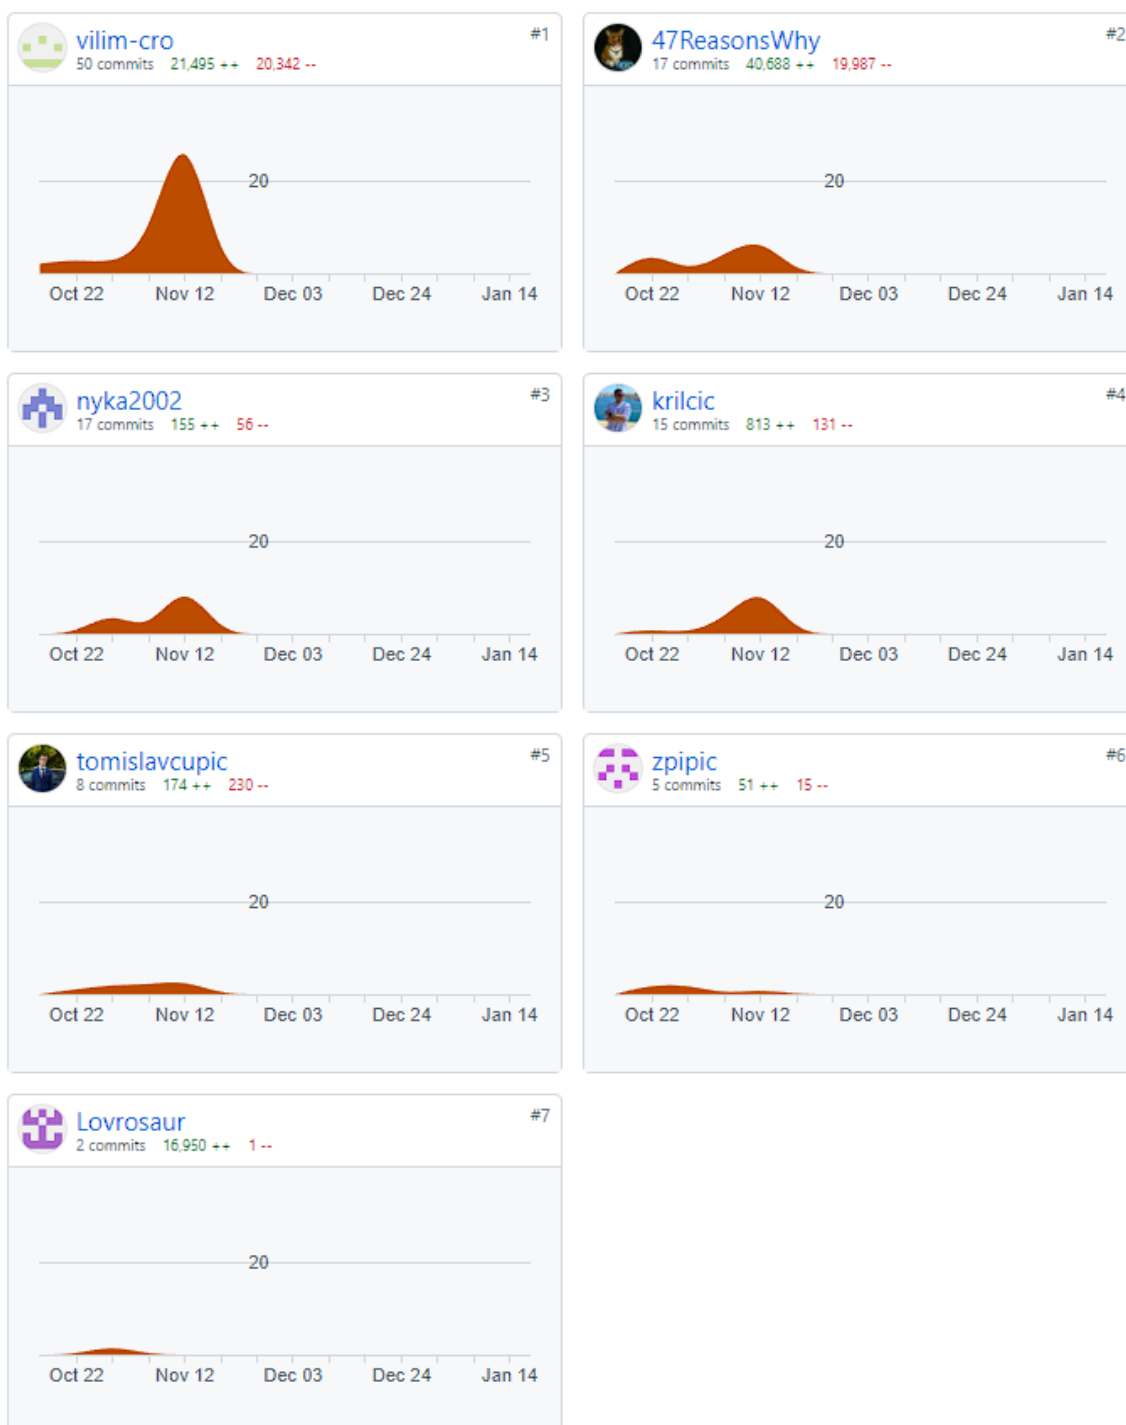 vilim-cro #1
50 commits 21,495 ++ 20,342 --
20
Oct 22 Nov 12 Dec 03 Dec 24 Jan 14
47ReasonsWhy #2
17 commits 40,688 ++ 19,987 --
20
Oct 22 Nov 12 Dec 03 Dec 24 Jan 14
nyka2002 #3
17 commits 155 ++ 56 --
20
Oct 22 Nov 12 Dec 03 Dec 24 Jan 14
krilcic #4
15 commits 813 ++ 131 --
20
Oct 22 Nov 12 Dec 03 Dec 24 Jan 14
tomislavcupic #5
8 commits 174 ++ 230 --
20
Oct 22 Nov 12 Dec 03 Dec 24 Jan 14
zpipic #6
5 commits 51 ++ 15 --
20
Oct 22 Nov 12 Dec 03 Dec 24 Jan 14
Lovrosaur #7
2 commits 16,950 ++ 1 --
20
Oct 22 Nov 12 Dec 03 Dec 24 Jan 14